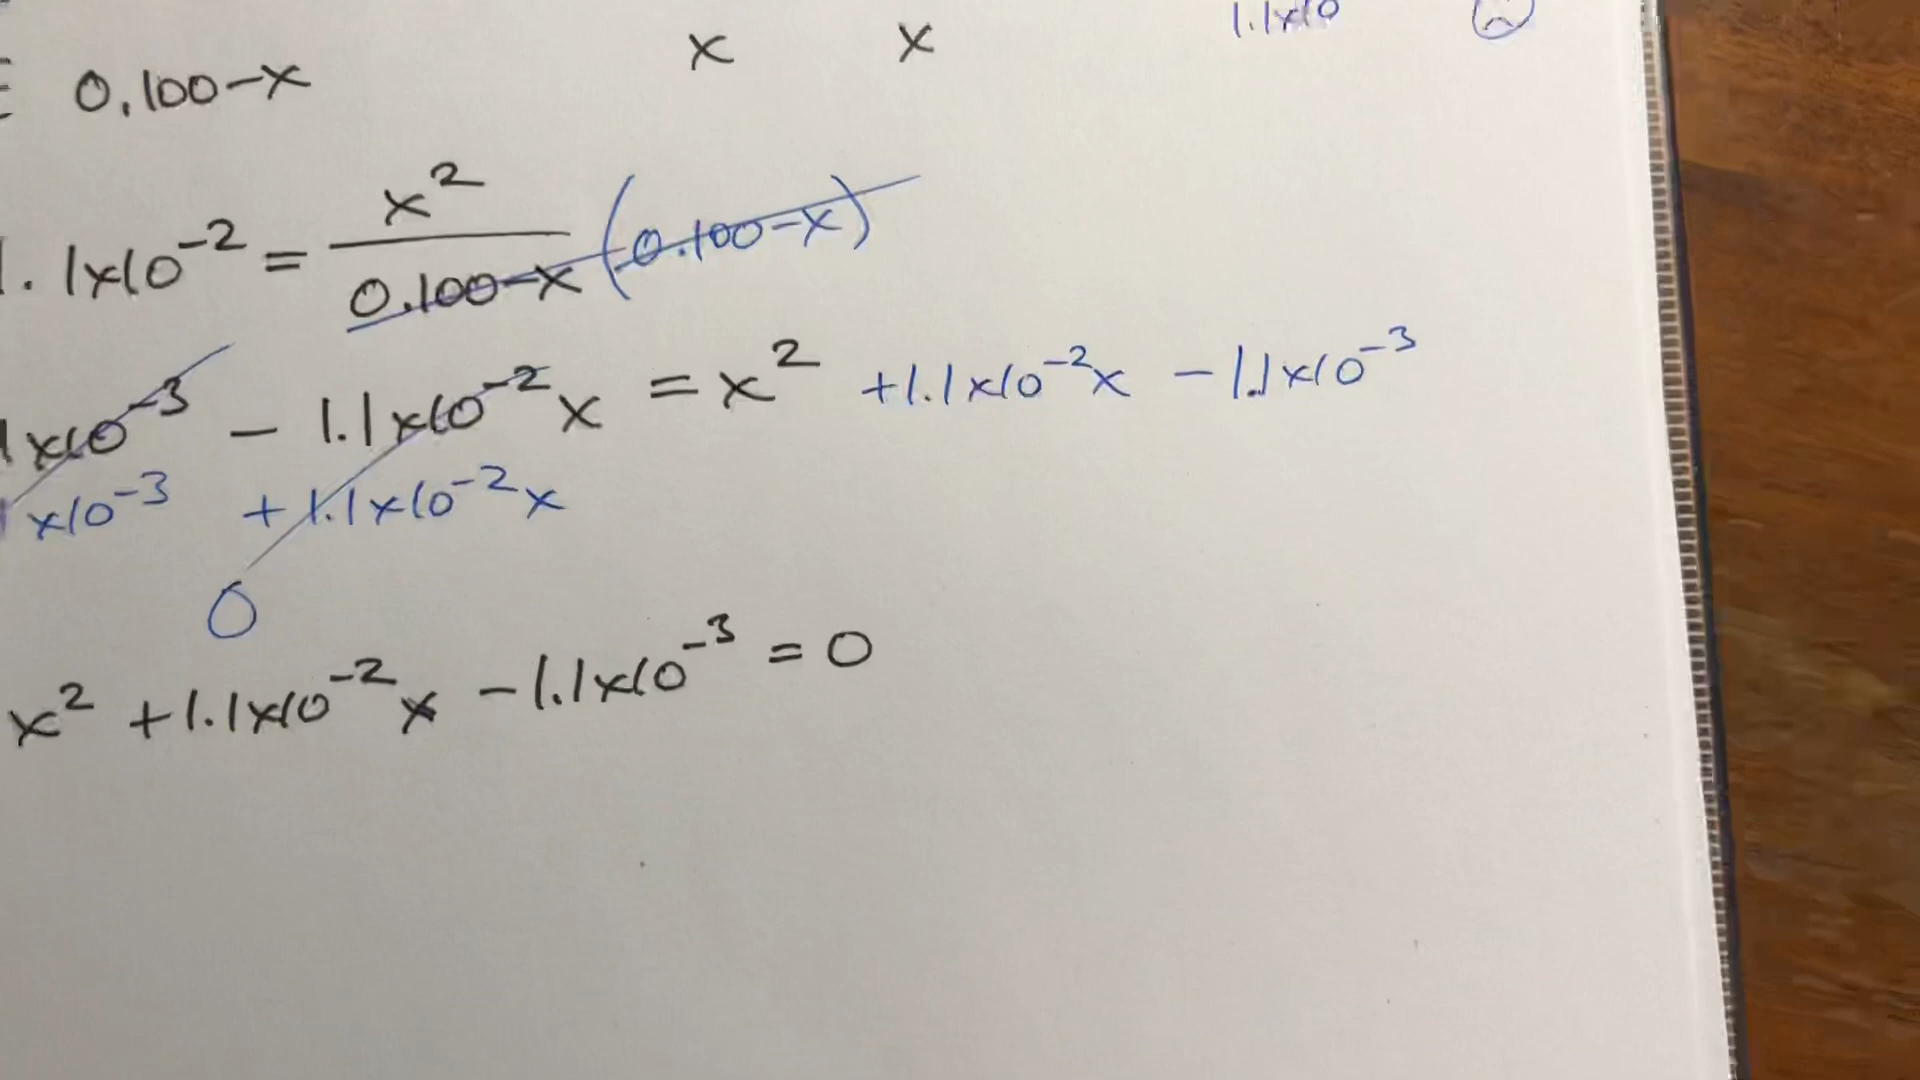 x x 1.1x10
E 0.100-x
1.1x10⁻² = x² / 0.100-x (0.100-x)
1x10⁻³ - 1.1x10⁻²x = x² +1.1x10⁻²x - 1.1x10⁻³
x10⁻³ + 1.1x10⁻²x
0
x² +1.1x10⁻²x - 1.1x10⁻³ = 0